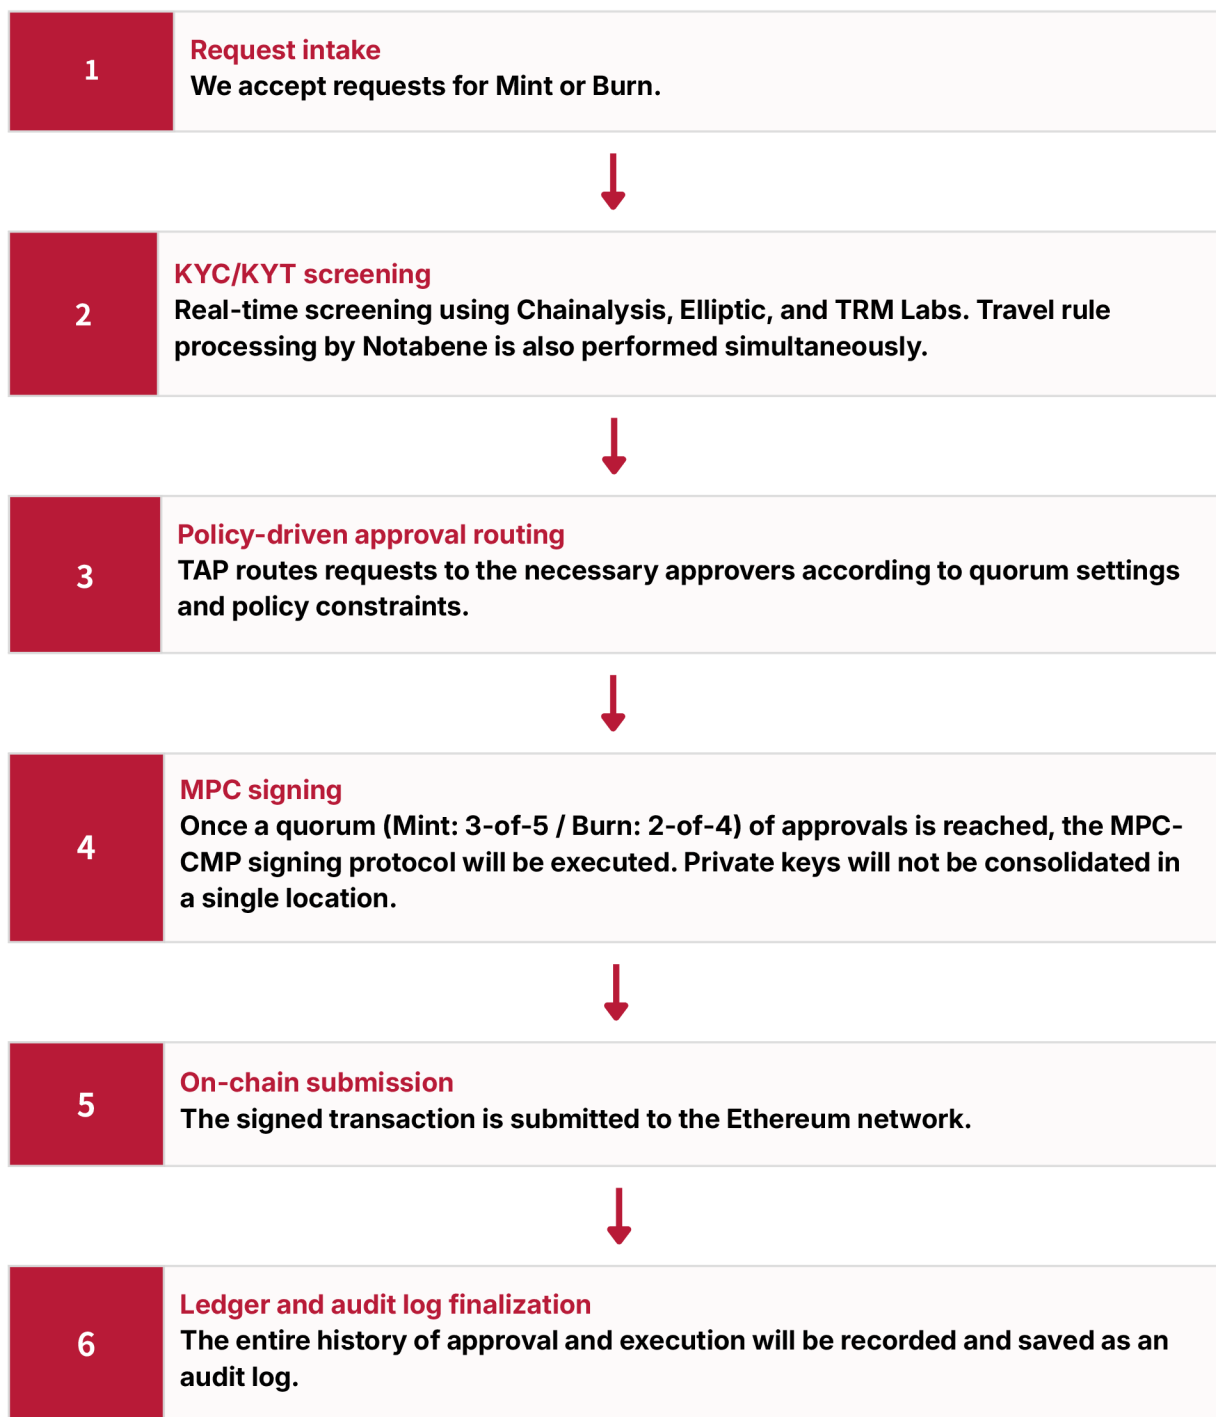 1
Request intake
We accept requests for Mint or Burn.
2
KYC/KYT screening
Real-time screening using Chainalysis, Elliptic, and TRM Labs. Travel rule
processing by Notabene is also performed simultaneously.
3
Policy-driven approval routing
TAP routes requests to the necessary approvers according to quorum settings
and policy constraints.
4
MPC signing
Once a quorum (Mint: 3-of-5 / Burn: 2-of-4) of approvals is reached, the MPC-
CMP signing protocol will be executed. Private keys will not be consolidated in
a single location.
5
On-chain submission
The signed transaction is submitted to the Ethereum network.
6
Ledger and audit log finalization
The entire history of approval and execution will be recorded and saved as an
audit log.